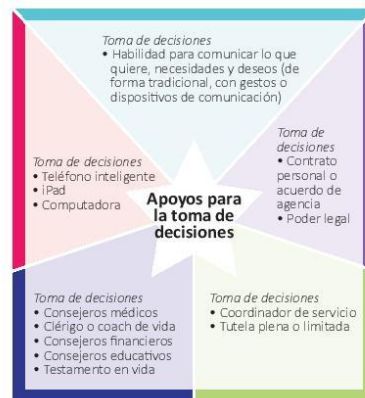 Toma de decisiones
• Habilidad para comunicar lo que
quiere, necesidades y deseos (de
forma tradicional, con gestos o
dispositivos de comunicación)
Toma de decisiones
• Teléfono inteligente
• iPad
• Computadora
Apoyos para
la toma de
decisiones
Toma de
decisiones
• Contrato
personal o
acuerdo de
agencia
• Poder legal
Toma de decisiones
• Consejeros médicos
• Clérigo o coach de vida
• Consejeros financieros
• Consejeros educativos
• Testamento en vida
Toma de decisiones
• Coordinador de servicio
• Tutela plena o limitada